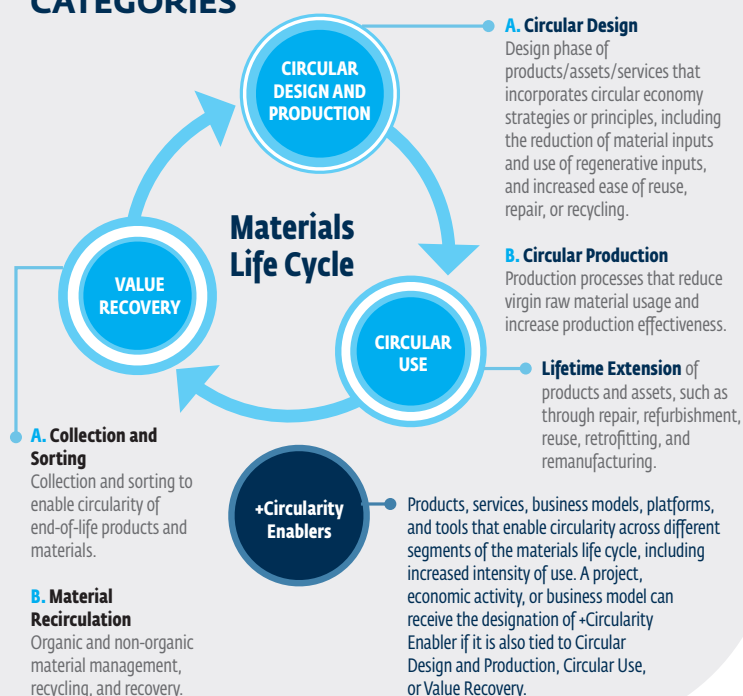 CATEGORIES
CIRCULAR
DESIGN AND
PRODUCTION
A. Circular Design
Design phase of
products/assets/services that
incorporates circular economy
strategies or principles, including
the reduction of material inputs
and use of regenerative inputs,
and increased ease of reuse,
repair, or recycling.
B. Circular Production
Production processes that reduce
virgin raw material usage and
increase production effectiveness.
Materials
Life Cycle
CIRCULAR
USE
Lifetime Extension of
products and assets, such as
through repair, refurbishment,
reuse, retrofitting, and
remanufacturing.
VALUE
RECOVERY
A. Collection and
Sorting
Collection and sorting to
enable circularity of
end-of-life products and
materials.
B. Material
Recirculation
Organic and non-organic
material management,
recycling, and recovery.
+Circularity
Enablers
Products, services, business models, platforms,
and tools that enable circularity across different
segments of the materials life cycle, including
increased intensity of use. A project,
economic activity, or business model can
receive the designation of +Circularity
Enabler if it is also tied to Circular
Design and Production, Circular Use,
or Value Recovery.